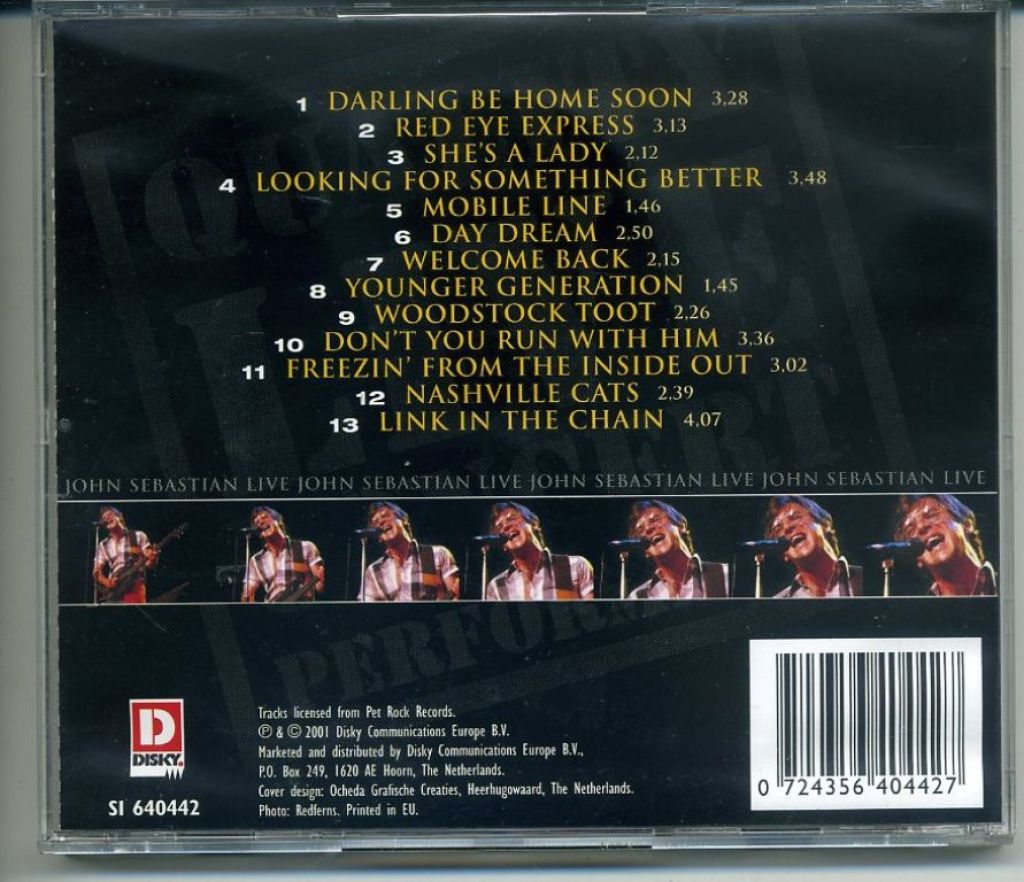 1 DARLING BE HOME SOON 3,28
2 RED EYE EXPRESS 3,13
3 SHE'S A LADY 2,12
4 LOOKING FOR SOMETHING BETTER 3,48
5 MOBILE LINE 1,46
6 DAY DREAM 2,50
7 WELCOME BACK 2,15
8 YOUNGER GENERATION 1,45
9 WOODSTOCK TOOT 2,26
10 DON'T YOU RUN WITH HIM 3,36
11 FREEZIN' FROM THE INSIDE OUT 3,02
12 NASHVILLE CATS 2,39
13 LINK IN THE CHAIN 4,07
JOHN SEBASTIAN LIVE JOHN SEBASTIAN LIVE JOHN SEBASTIAN LIVE JOHN SEBASTIAN LIVE
D
DISKY.
SI 640442
Tracks licensed from Pet Rock Records.
℗ & © 2001 Disky Communications Europe B.V.
Marketed and distributed by Disky Communications Europe B.V.,
P.O. Box 249, 1620 AE Hoorn, The Netherlands.
Cover design: Ocheda Grafische Creaties, Heerhugowaard, The Netherlands.
Photo: Redferns. Printed in EU.
0 724356 404427